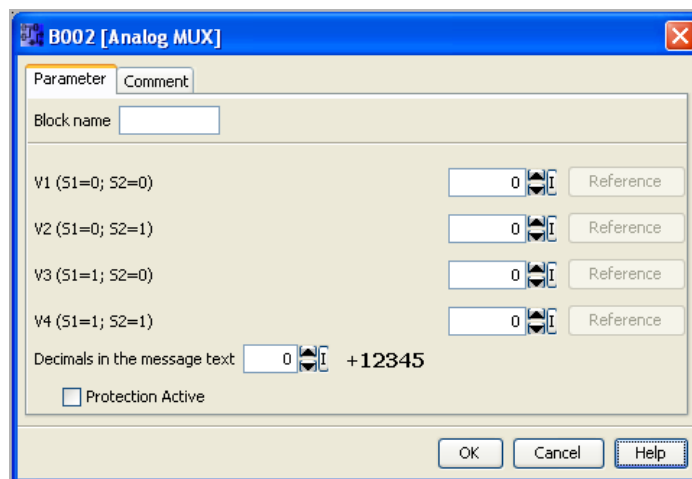 B002 [Analog MUX]
Parameter Comment
Block name
V1 (S1=0; S2=0) 0 Reference
V2 (S1=0; S2=1) 0 Reference
V3 (S1=1; S2=0) 0 Reference
V4 (S1=1; S2=1) 0 Reference
Decimals in the message text 0 +12345
Protection Active
OK Cancel Help